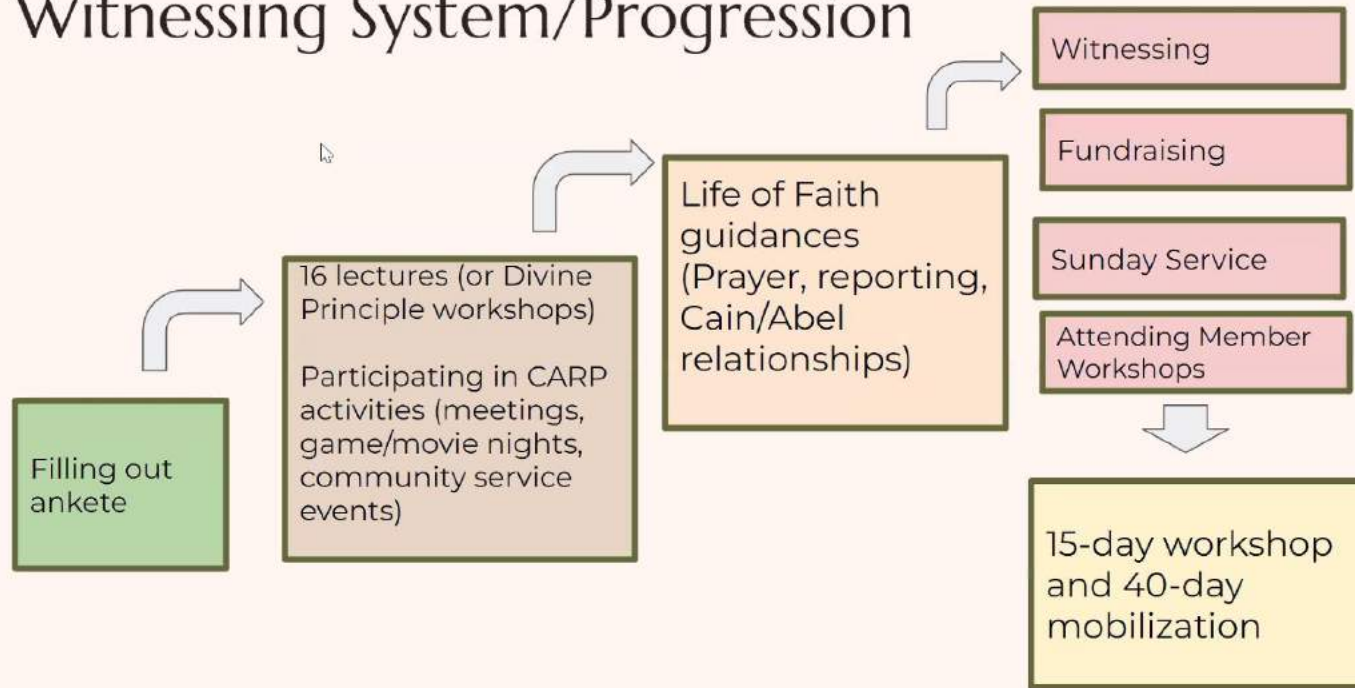 Witnessing System/Progression
Filling out
ankete
16 lectures (or Divine
Principle workshops)
Participating in CARP
activities (meetings,
game/movie nights,
community service
events)
Life of Faith
guidances
(Prayer, reporting,
Cain/Abel
relationships)
Witnessing
Fundraising
Sunday Service
Attending Member
Workshops
15-day workshop
and 40-day
mobilization